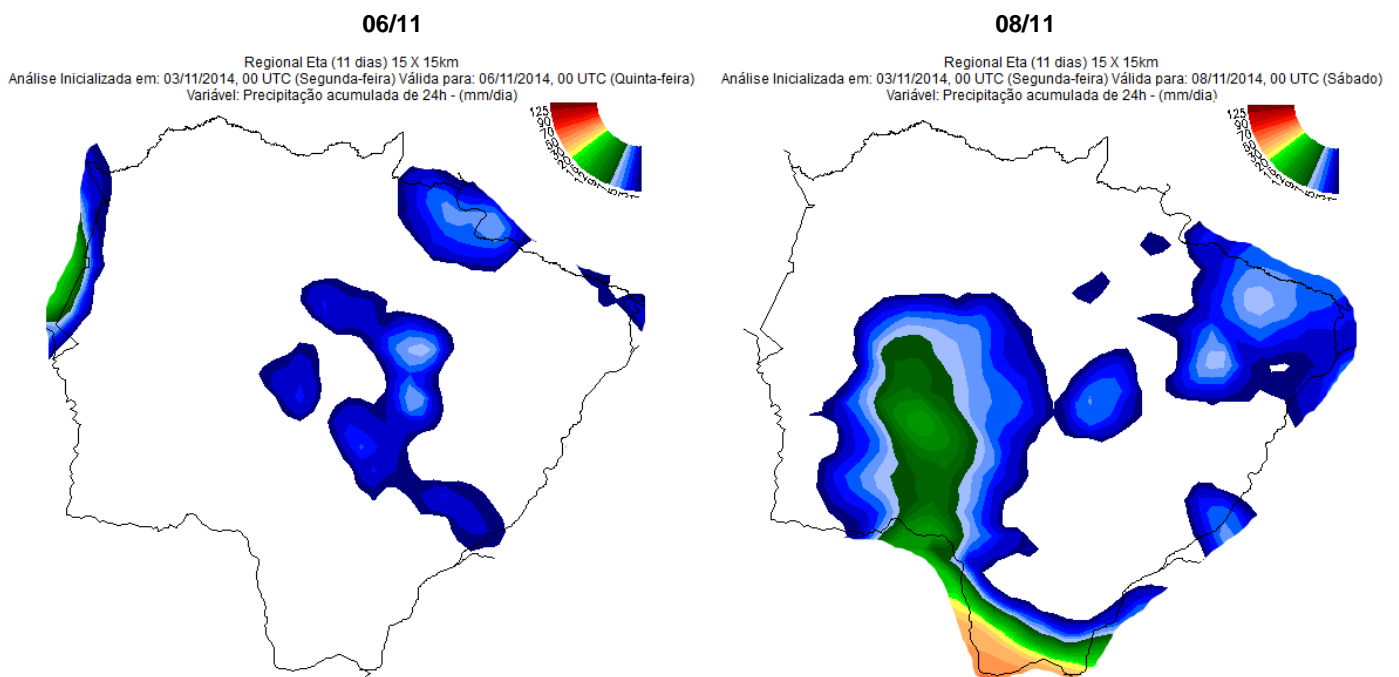 06/11
Regional Eta (11 dias) 15 X 15km
Análise Inicializada em: 03/11/2014, 00 UTC (Segunda-feira) Válida para: 06/11/2014, 00 UTC (Quinta-feira)
Variável: Precipitação acumulada de 24h - (mm/dia)
125
90
70
08/11
Regional Eta (11 dias) 15 X 15km
Análise Inicializada em: 03/11/2014, 00 UTC (Segunda-feira) Válida para: 08/11/2014, 00 UTC (Sábado)
Variável: Precipitação acumulada de 24h - (mm/dia)
125
90
70